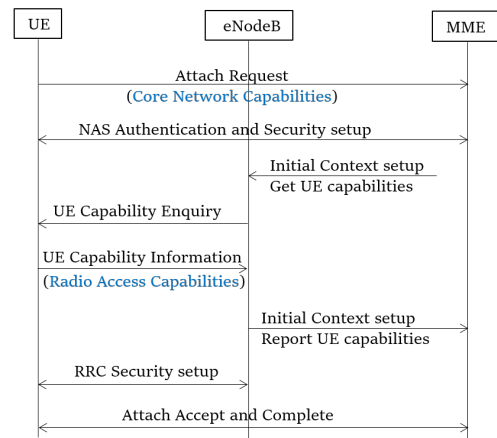 UE
eNodeB
MME
Attach Request
(Core Network Capabilities)
NAS Authentication and Security setup
Initial Context setup
Get UE capabilities
UE Capability Enquiry
UE Capability Information
(Radio Access Capabilities)
Initial Context setup
Report UE capabilities
RRC Security setup
Attach Accept and Complete